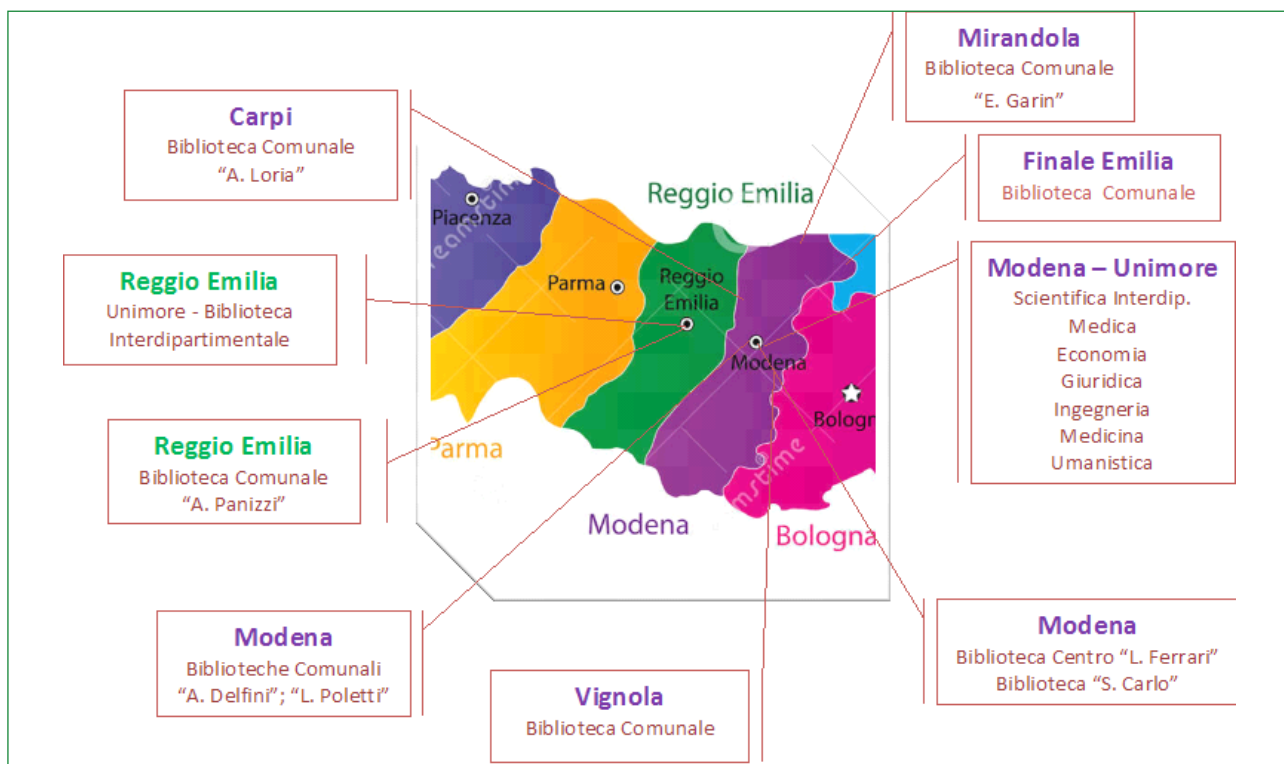 Mirandola
Biblioteca Comunale
“E. Garin”
Carpi
Biblioteca Comunale
“A. Loria”
Finale Emilia
Biblioteca Comunale
Reggio Emilia
Unimore - Biblioteca
Interdipartimentale
Modena – Unimore
Scientifica Interdip.
Medica
Economia
Giuridica
Ingegneria
Medicina
Umanistica
Reggio Emilia
Biblioteca Comunale
“A. Panizzi”
Reggio Emilia
Piacenza
Parma
Reggio
Emilia
Modena
Bologn
Parma
Modena
Bologna
Modena
Biblioteche Comunali
“A. Delfini”; “L. Poletti”
Vignola
Biblioteca Comunale
Modena
Biblioteca Centro “L. Ferrari”
Biblioteca “S. Carlo”